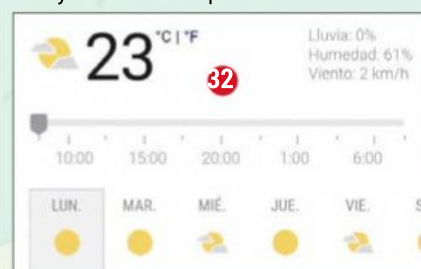 23 °C | °F
Lluvia: 0%
Humedad: 61%
Viento: 2 km/h
32
10:00 15:00 20:00 1:00 6:00
LUN. MAR. MIÉ. JUE. VIE.